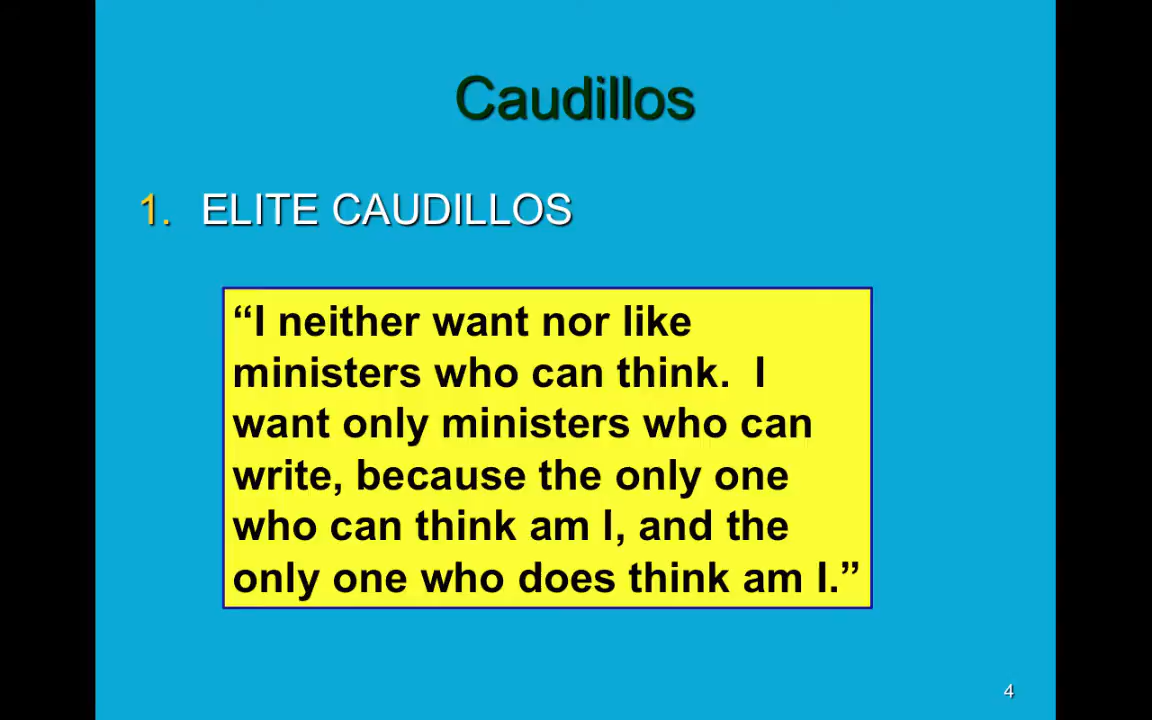 Caudillos
1. ELITE CAUDILLOS
“I neither want nor like
ministers who can think.  I
want only ministers who can
write, because the only one
who can think am I, and the
only one who does think am I.”
4